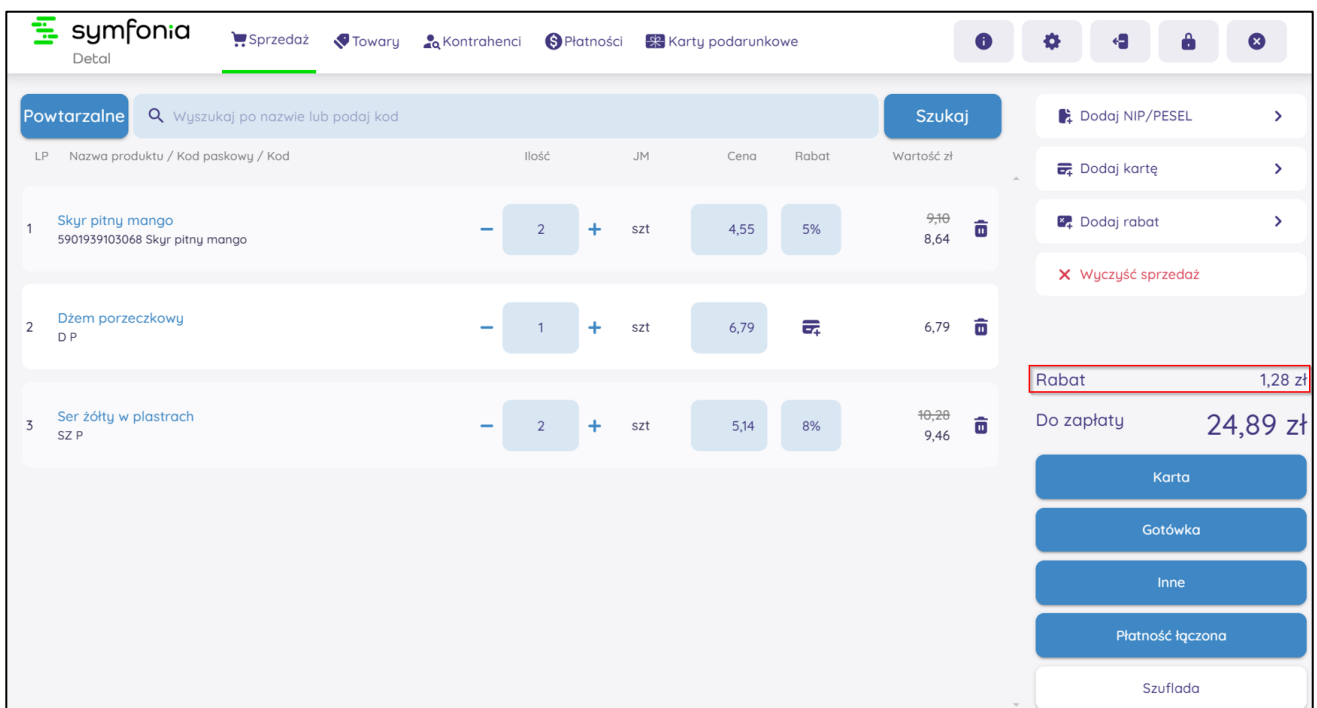 symfonia
Detal
Sprzedaż Towary Kontrahenci Płatności Karty podarunkowe
Powtarzalne Wyszukaj po nazwie lub podaj kod Szukaj
LP Nazwa produktu / Kod paskowy / Kod Ilość JM Cena Rabat Wartość zł
1 Skyr pitny mango 2 szt 4,55 5% 9,10
5901939103068 Skyr pitny mango 8,64
2 Dżem porzeczkowy 1 szt 6,79 6,79
D P
3 Ser żółty w plastrach 2 szt 5,14 8% 10,28
SZ P 9,46
Dodaj NIP/PESEL
Dodaj kartę
Dodaj rabat
Wyczyść sprzedaż
Rabat 1,28 zł
Do zapłaty 24,89 zł
Karta
Gotówka
Inne
Płatność łączona
Szuflada